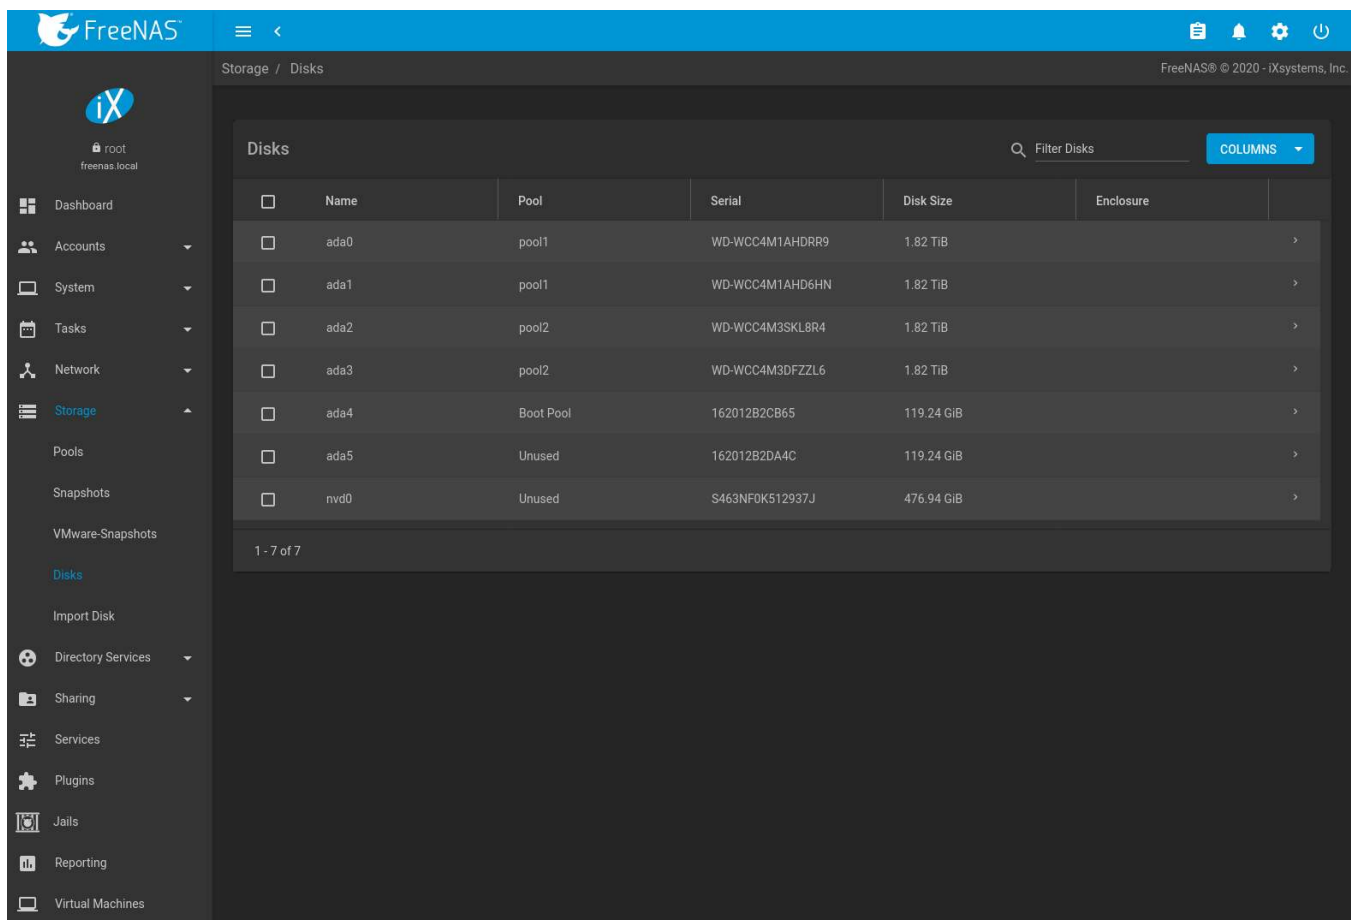 FreeNAS
Storage / Disks
FreeNAS® © 2020 - iXsystems, Inc.
iX
root
freenas.local
Dashboard
Accounts
System
Tasks
Network
Storage
Pools
Snapshots
VMware-Snapshots
Disks
Import Disk
Directory Services
Sharing
Services
Plugins
Jails
Reporting
Virtual Machines
Disks
Filter Disks
COLUMNS
Name Pool Serial Disk Size Enclosure
ada0 pool1 WD-WCC4M1AHDRR9 1.82 TiB
ada1 pool1 WD-WCC4M1AHD6HN 1.82 TiB
ada2 pool2 WD-WCC4M3SKL8R4 1.82 TiB
ada3 pool2 WD-WCC4M3DFZZL6 1.82 TiB
ada4 Boot Pool 162012B2CB65 119.24 GiB
ada5 Unused 162012B2DA4C 119.24 GiB
nvd0 Unused S463NF0K512937J 476.94 GiB
1 - 7 of 7